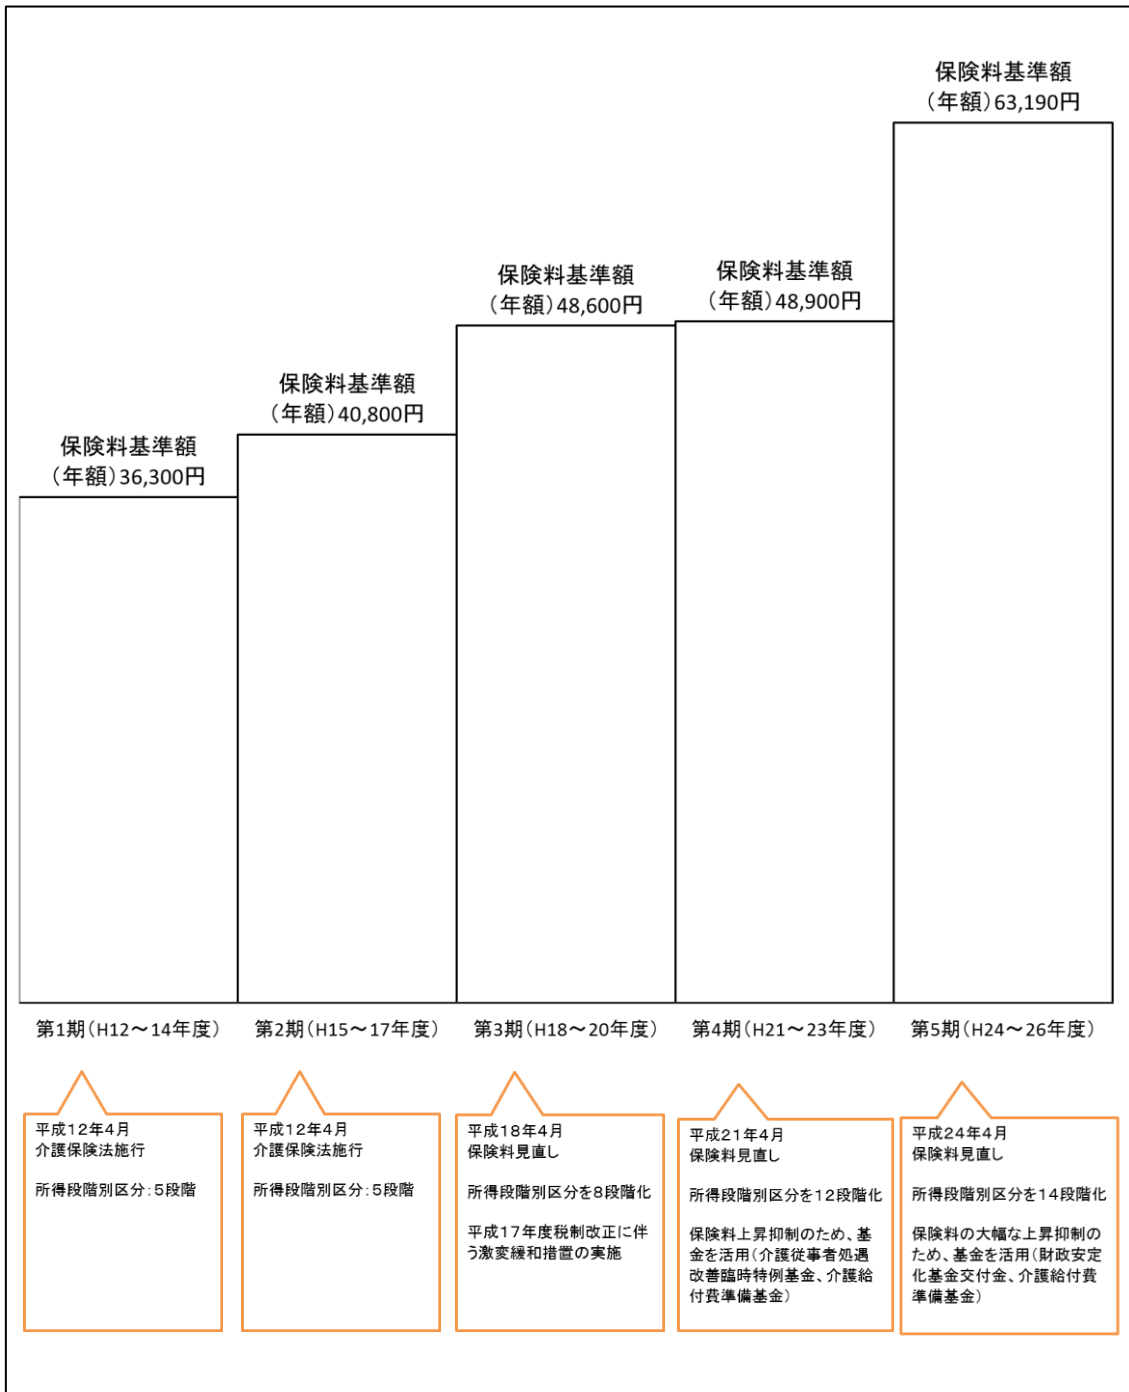 保険料基準額
（年額）63,190円
保険料基準額
（年額）48,900円
保険料基準額
（年額）48,600円
保険料基準額
（年額）40,800円
保険料基準額
（年額）36,300円
第1期（H12～14年度）
第2期（H15～17年度）
第3期（H18～20年度）
第4期（H21～23年度）
第5期（H24～26年度）
平成12年4月
介護保険法施行
所得段階別区分：5段階
平成12年4月
介護保険法施行
所得段階別区分：5段階
平成18年4月
保険料見直し
所得段階別区分を8段階化
平成17年度税制改正に伴
う激変緩和措置の実施
平成21年4月
保険料見直し
所得段階別区分を12段階化
保険料上昇抑制のため、基
金を活用（介護従事者処遇
改善臨時特例基金、介護給
付費準備基金）
平成24年4月
保険料見直し
所得段階別区分を14段階化
保険料の大幅な上昇抑制の
ため、基金を活用（財政安定
化基金交付金、介護給付費
準備基金）